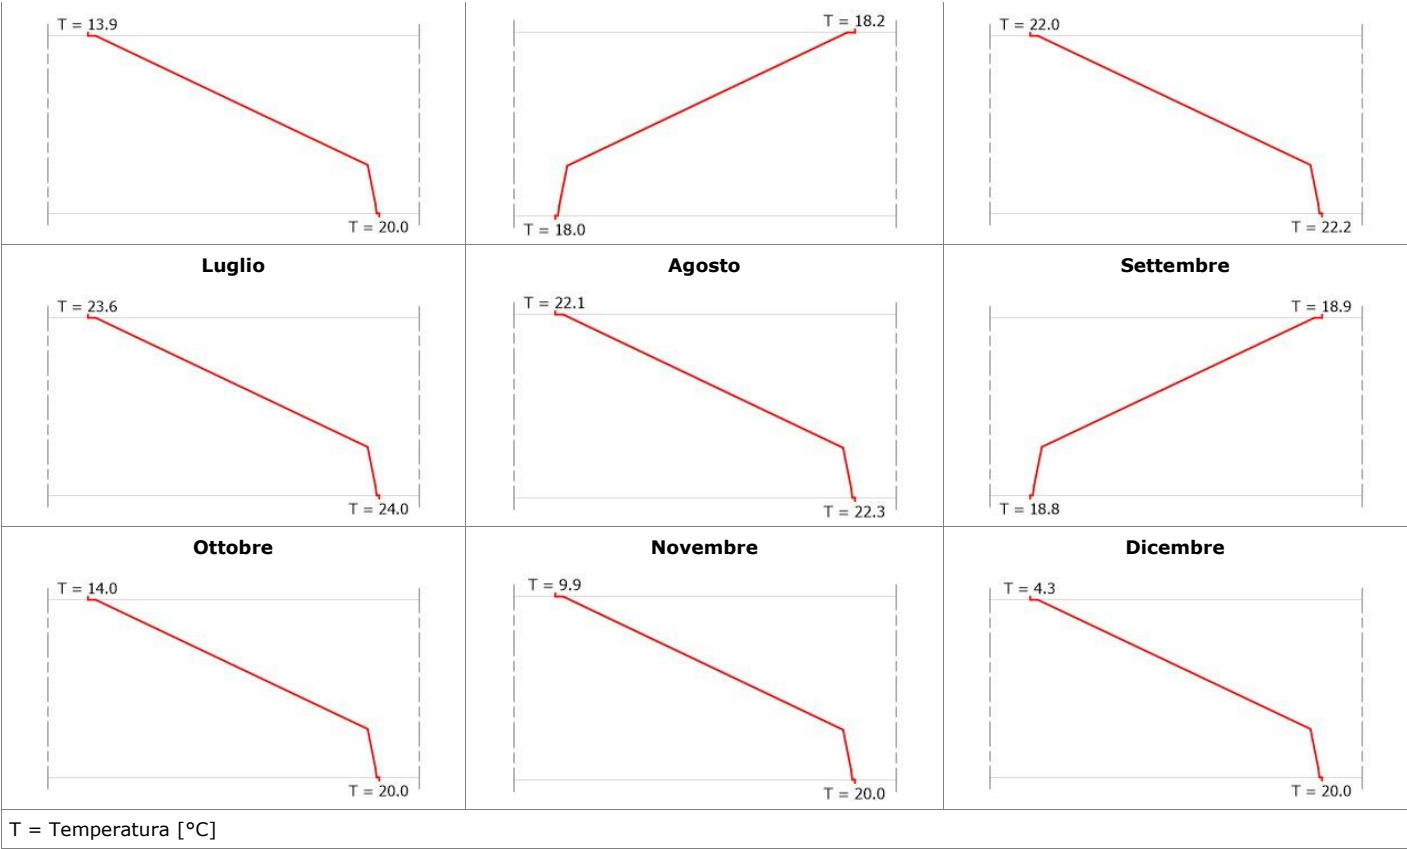 T = 13.9
T = 20.0
T = 18.2
T = 18.0
T = 22.0
T = 22.2
Luglio
T = 23.6
T = 24.0
Agosto
T = 22.1
T = 22.3
Settembre
T = 18.9
T = 18.8
Ottobre
T = 14.0
T = 20.0
Novembre
T = 9.9
T = 20.0
Dicembre
T = 4.3
T = 20.0
T = Temperatura [°C]